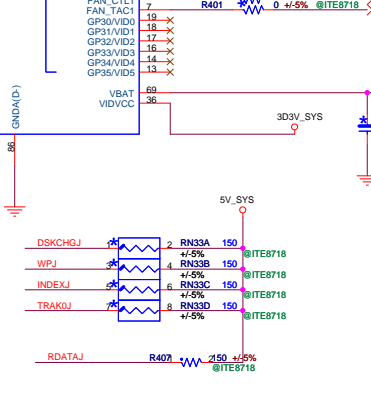 FAN_CTL1
FAN_TAC1 7 R401 0 +/-5% @ITE8718
GP30/VID0 19
GP31/VID1 18
GP32/VID2 17
GP33/VID3 16
GP34/VID4 14
GP35/VID5 13
VBAT 69
VIDVCC 36
GNDA(D-)
86
3D3V_SYS
5V_SYS
DSKCHGJ 1 2 RN33A 150
+/-5% @ITE8718
WPJ 3 4 RN33B 150
+/-5% @ITE8718
INDEXJ 5 6 RN33C 150
+/-5% @ITE8718
TRAK0J 7 8 RN33D 150
+/-5% @ITE8718
RDATAJ R407 1 2 150 +/-5%
@ITE8718